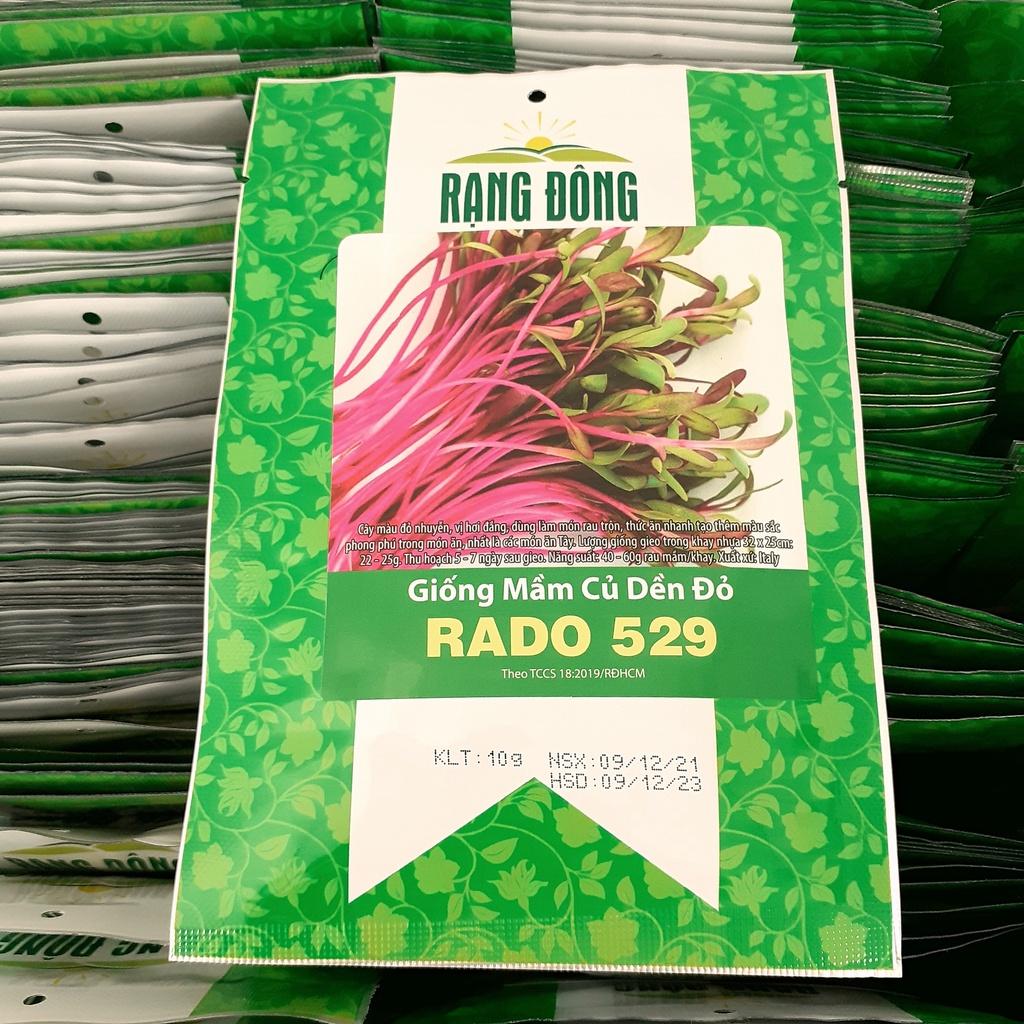 RẠNG ĐÔNG
Cây màu đỏ nhuyễn, vị hơi đắng, dùng làm món rau trộn, thức ăn nhanh tạo thêm màu sắc
phong phú trong món ăn, nhất là các món ăn Tây. Lượng giống gieo trong khay nhựa 32 x 25cm:
22 - 25g. Thu hoạch 5 - 7 ngày sau gieo. Năng suất: 40 - 60g rau mầm/khay. Xuất xứ: Italy
Giống Mầm Củ Dền Đỏ
RADO 529
Theo TCCS 18:2019/RĐHCM
KLT:10g NSX:09/12/21
HSD:09/12/23